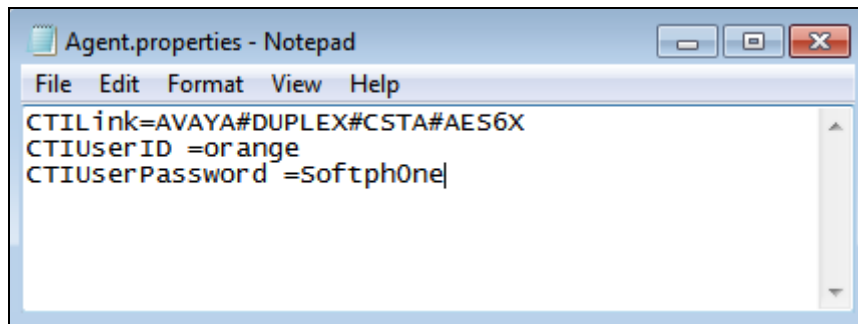 Agent.properties - Notepad
File Edit Format View Help
CTILink=AVAYA#DUPLEX#CSTA#AES6X
CTIUserID =orange
CTIUserPassword =Softph0ne